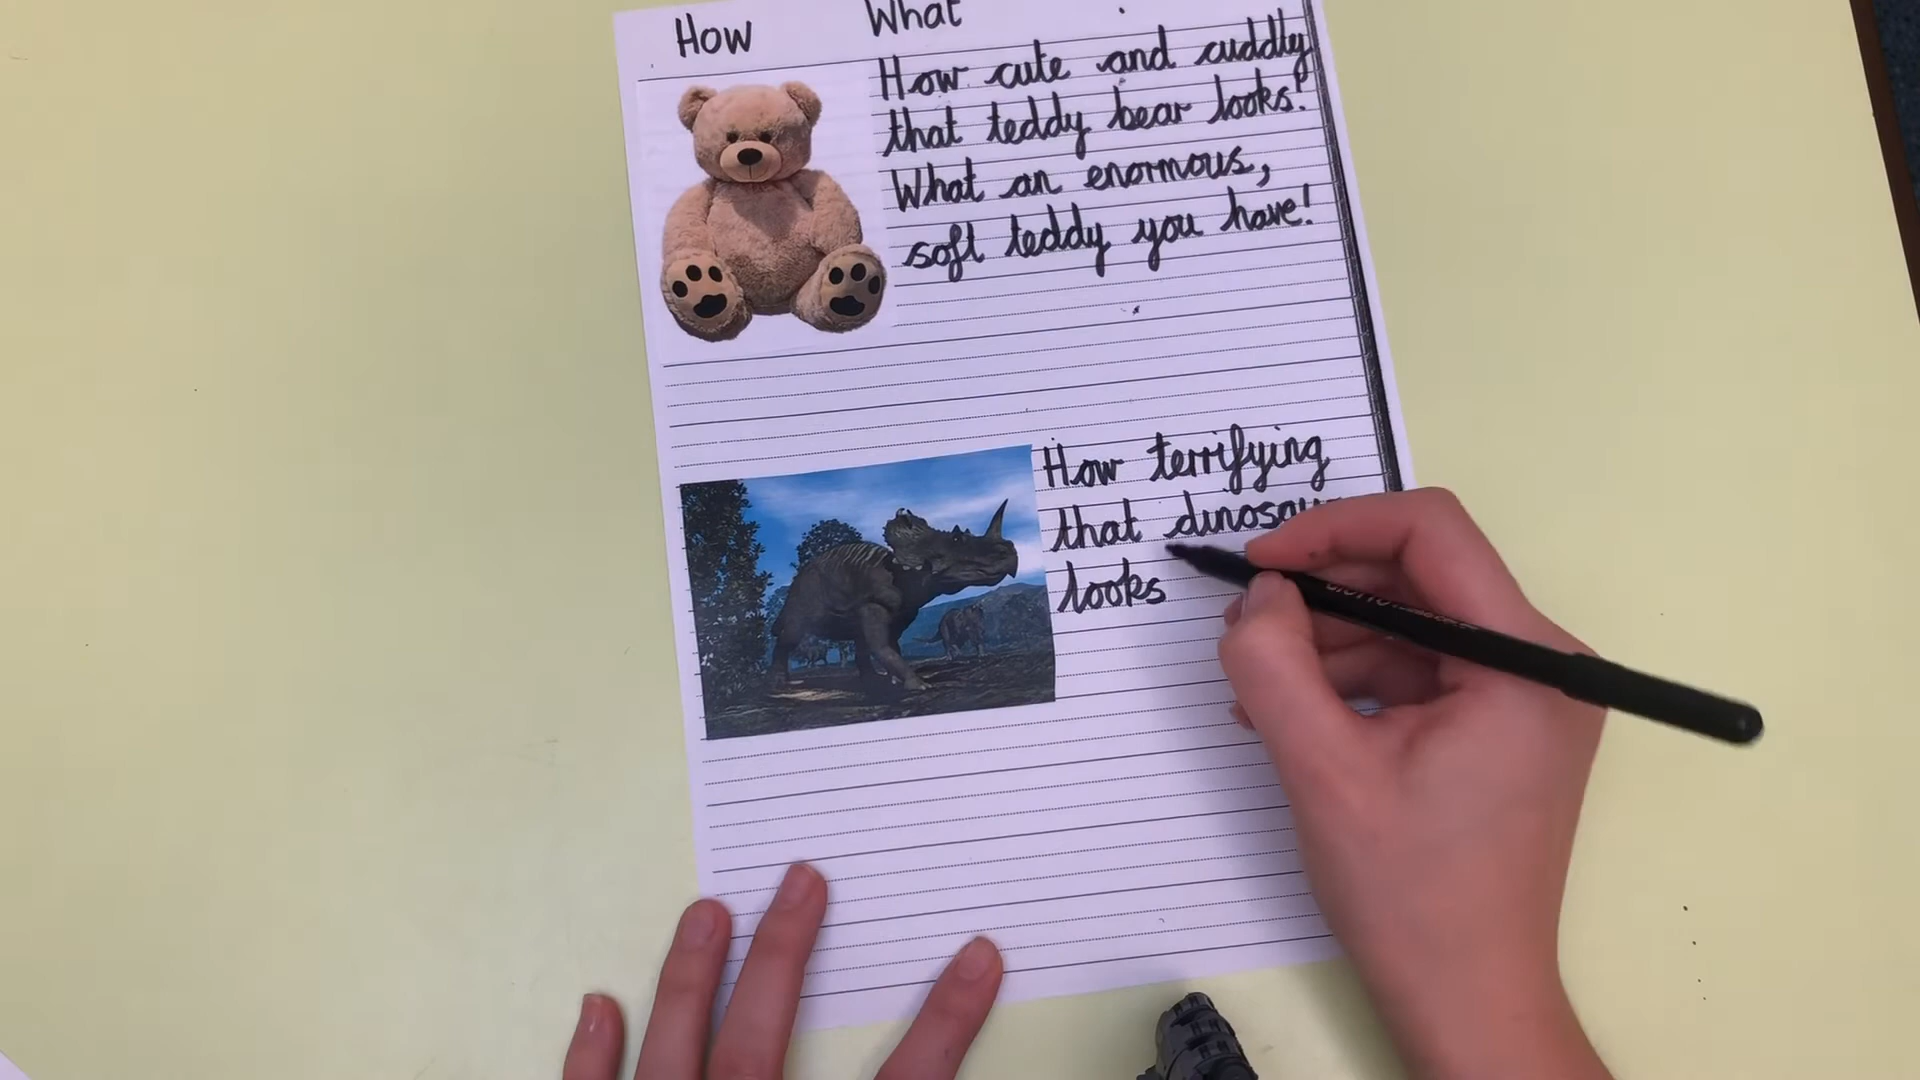 How What
How cute and cuddly
that teddy bear looks!
What an enormous,
soft teddy you have!
How terrifying
that
looks